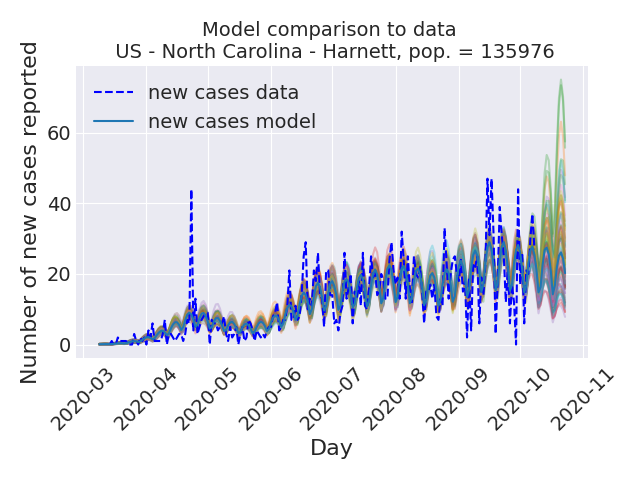 Model comparison to data
US - North Carolina - Harnett, pop. = 135976
Number of new cases reported
new cases data
new cases model
60
40
20
0
2020-03
2020-04
2020-05
2020-06
2020-07
2020-08
2020-09
2020-10
2020-11
Day